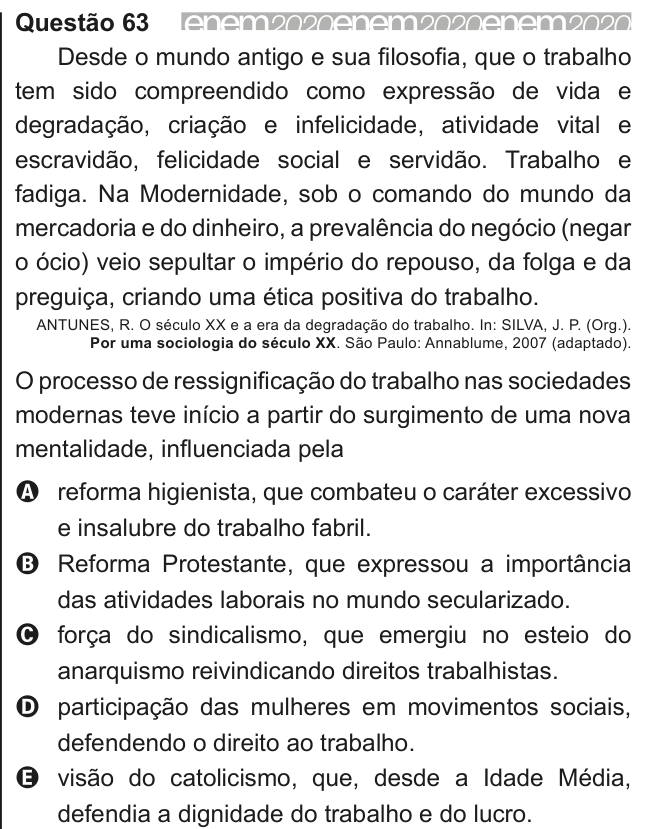 Questão 63 enem2020enem2020enem2020
Desde o mundo antigo e sua filosofia, que o trabalho
tem sido compreendido como expressão de vida e
degradação, criação e infelicidade, atividade vital e
escravidão, felicidade social e servidão. Trabalho e
fadiga. Na Modernidade, sob o comando do mundo da
mercadoria e do dinheiro, a prevalência do negócio (negar
o ócio) veio sepultar o império do repouso, da folga e da
preguiça, criando uma ética positiva do trabalho.
ANTUNES, R. O século XX e a era da degradação do trabalho. In: SILVA, J. P. (Org.).
Por uma sociologia do século XX. São Paulo: Annablume, 2007 (adaptado).
O processo de ressignificação do trabalho nas sociedades
modernas teve início a partir do surgimento de uma nova
mentalidade, influenciada pela
A reforma higienista, que combateu o caráter excessivo
e insalubre do trabalho fabril.
B Reforma Protestante, que expressou a importância
das atividades laborais no mundo secularizado.
C força do sindicalismo, que emergiu no esteio do
anarquismo reivindicando direitos trabalhistas.
D participação das mulheres em movimentos sociais,
defendendo o direito ao trabalho.
E visão do catolicismo, que, desde a Idade Média,
defendia a dignidade do trabalho e do lucro.